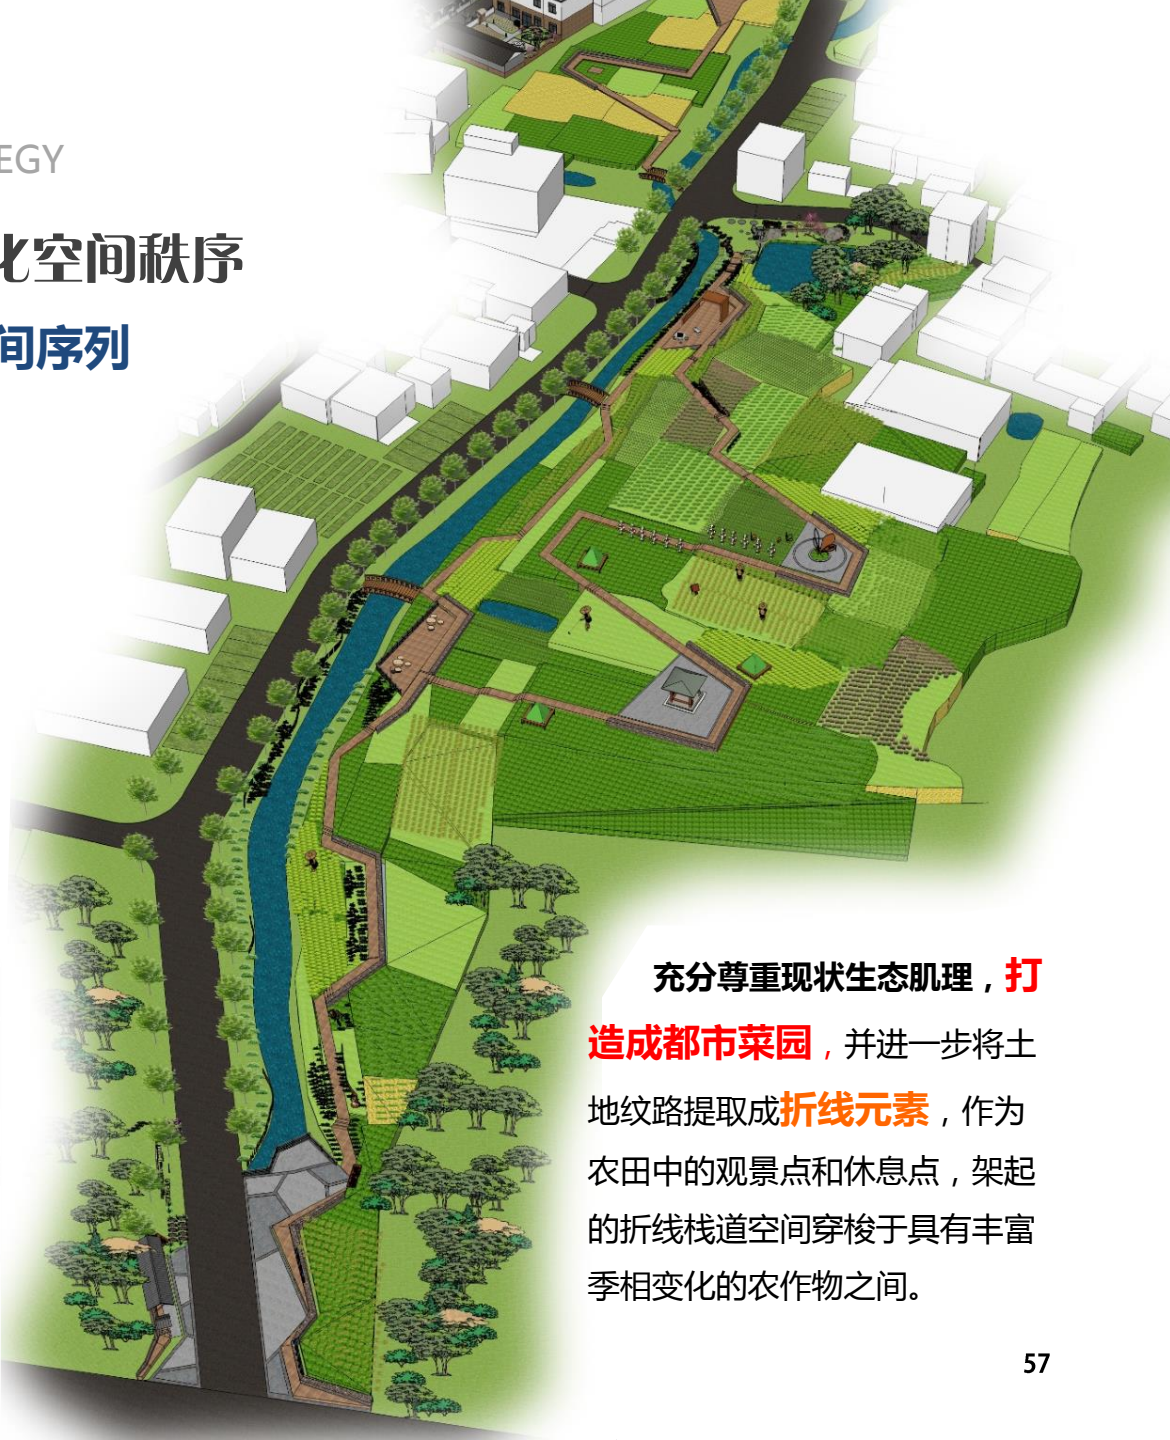 EGY
化空间秩序
间序列
充分尊重现状生态肌理，打
造成都市菜园，并进一步将土
地纹路提取成折线元素，作为
农田中的观景点和休息点，架起
的折线栈道空间穿梭于具有丰富
季相变化的农作物之间。
57